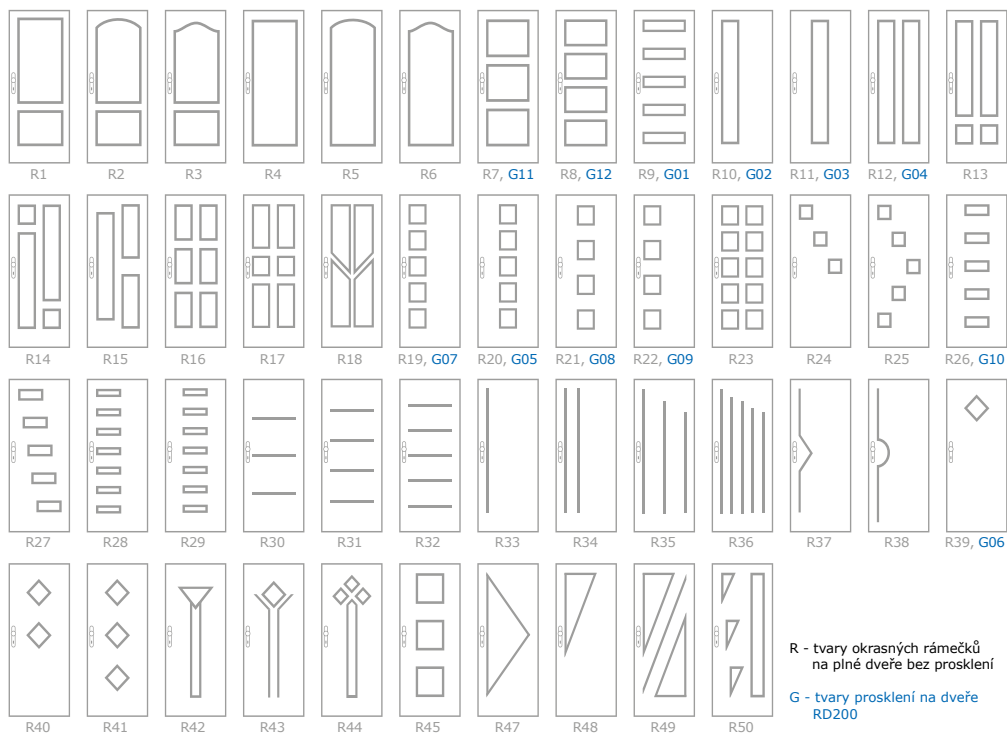 R1 R2 R3 R4 R5 R6 R7, G11 R8, G12 R9, G01 R10, G02 R11, G03 R12, G04 R13
R14 R15 R16 R17 R18 R19, G07 R20, G05 R21, G08 R22, G09 R23 R24 R25 R26, G10
R27 R28 R29 R30 R31 R32 R33 R34 R35 R36 R37 R38 R39, G06
R40 R41 R42 R43 R44 R45 R47 R48 R49 R50
R - tvary okrasných rámečků
na plné dveře bez prosklení
G - tvary prosklení na dveře
RD200